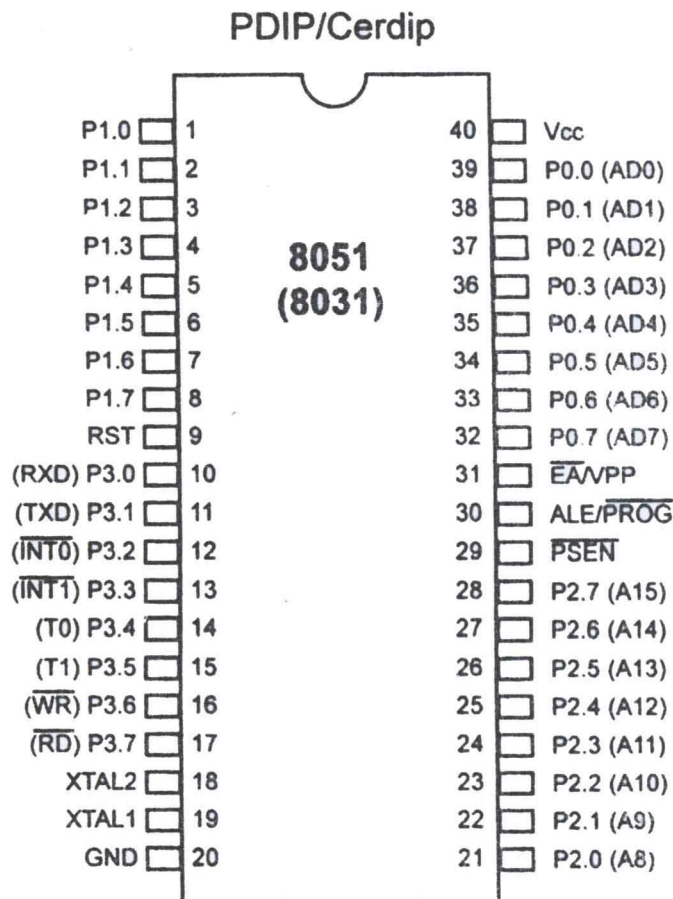 PDIP/Cerdip
P1.0 1 40 Vcc
P1.1 2 39 P0.0 (AD0)
P1.2 3 38 P0.1 (AD1)
P1.3 4 37 P0.2 (AD2)
8051
P1.4 5 36 P0.3 (AD3)
(8031)
P1.5 6 35 P0.4 (AD4)
P1.6 7 34 P0.5 (AD5)
P1.7 8 33 P0.6 (AD6)
RST 9 32 P0.7 (AD7)
(RXD) P3.0 10 31 E̅A̅/VPP
(TXD) P3.1 11 30 ALE/P̅R̅O̅G̅
(I̅N̅T̅0̅) P3.2 12 29 P̅S̅E̅N̅
(I̅N̅T̅1̅) P3.3 13 28 P2.7 (A15)
(T0) P3.4 14 27 P2.6 (A14)
(T1) P3.5 15 26 P2.5 (A13)
(W̅R̅) P3.6 16 25 P2.4 (A12)
(R̅D̅) P3.7 17 24 P2.3 (A11)
XTAL2 18 23 P2.2 (A10)
XTAL1 19 22 P2.1 (A9)
GND 20 21 P2.0 (A8)